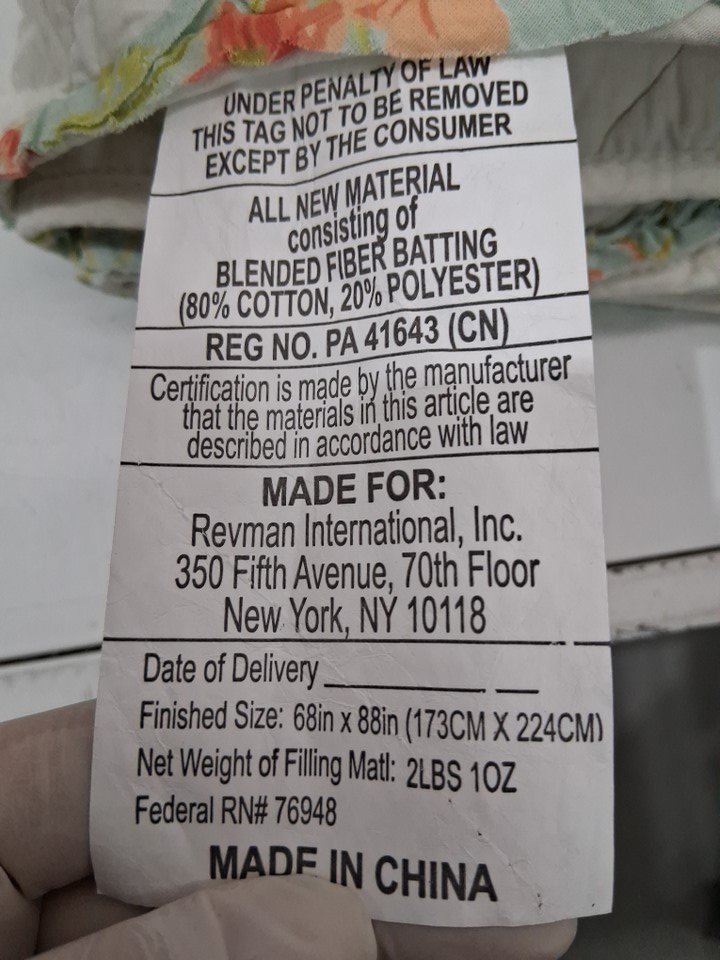 UNDER PENALTY OF LAW
THIS TAG NOT TO BE REMOVED
EXCEPT BY THE CONSUMER
ALL NEW MATERIAL
consisting of
BLENDED FIBER BATTING
(80% COTTON, 20% POLYESTER)
REG NO. PA 41643 (CN)
Certification is made by the manufacturer
that the materials in this article are
described in accordance with law
MADE FOR:
Revman International, Inc.
350 Fifth Avenue, 70th Floor
New York, NY 10118
Date of Delivery
Finished Size: 68in x 88in (173CM X 224CM)
Net Weight of Filling Matl: 2LBS 1OZ
Federal RN# 76948
MADE IN CHINA